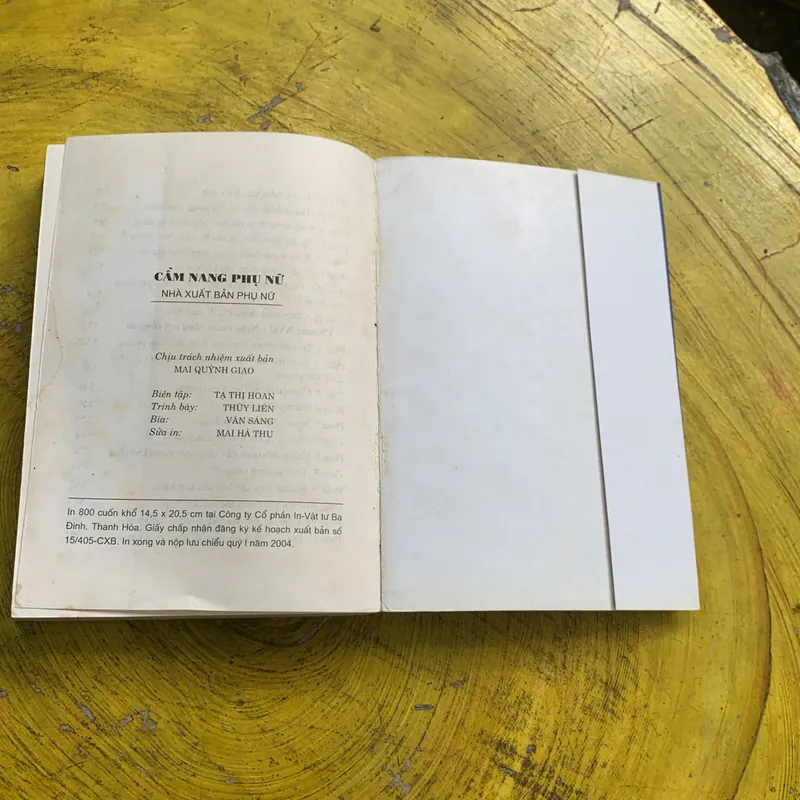 CẨM NANG PHỤ NỮ
NHÀ XUẤT BẢN PHỤ NỮ
Chịu trách nhiệm xuất bản
MAI QUỲNH GIAO
Biên tập: TẠ THỊ HOAN
Trình bày: THỦY LIÊN
Bìa: VĂN SÁNG
Sửa in: MAI HÀ THU
In 800 cuốn khổ 14,5 x 20,5 cm tại Công ty Cổ phần In-Vật tư Ba
Đình, Thanh Hóa. Giấy chấp nhận đăng ký kế hoạch xuất bản số
15/405-CXB. In xong và nộp lưu chiểu quý I năm 2004.